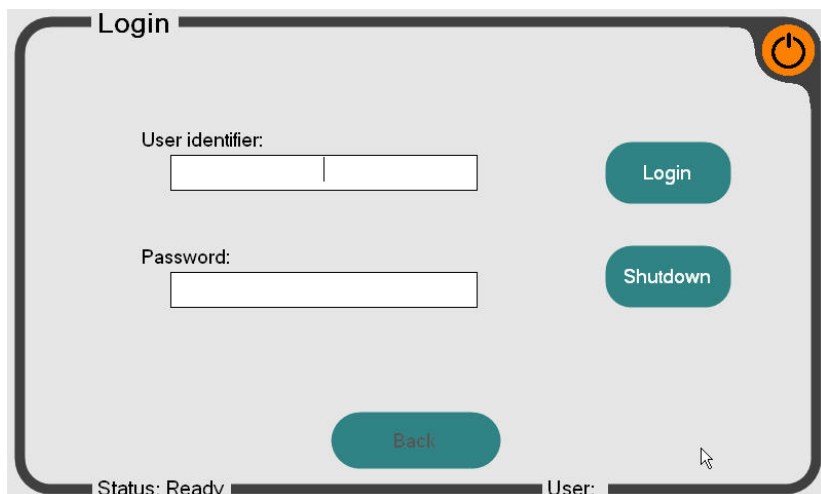 Login
User identifier:
Login
Password:
Shutdown
Back
Status: Ready
User: